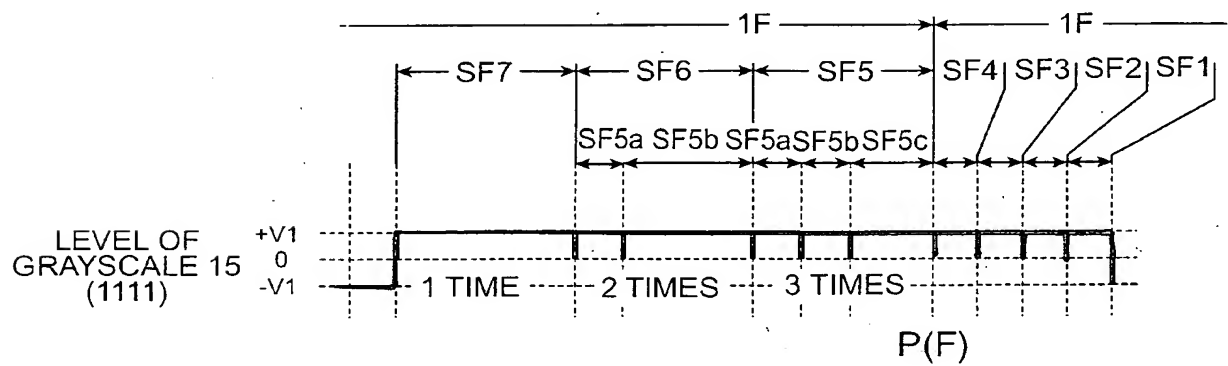 1F 1F
SF7 SF6 SF5 SF4 SF3 SF2 SF1
SF5a SF5b SF5a SF5b SF5c
LEVEL OF
GRAYSCALE 15
(1111)
+V1
0
-V1
1 TIME 2 TIMES 3 TIMES
P(F)